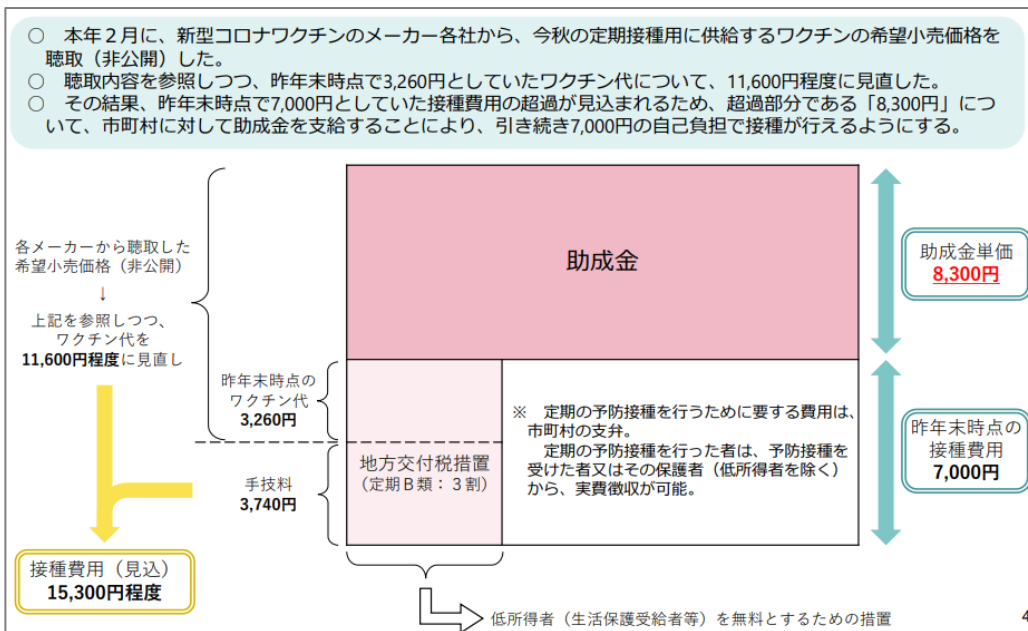 ○ 本年２月に、新型コロナワクチンのメーカー各社から、今秋の定期接種用に供給するワクチンの希望小売価格を
聴取（非公開）した。
○ 聴取内容を参照しつつ、昨年末時点で3,260円としていたワクチン代について、11,600円程度に見直した。
○ その結果、昨年末時点で7,000円としていた接種費用の超過が見込まれるため、超過部分である「8,300円」につ
いて、市町村に対して助成金を支給することにより、引き続き7,000円の自己負担で接種が行えるようにする。
各メーカーから聴取した
希望小売価格（非公開）
↓
上記を参照しつつ、
ワクチン代を
11,600円程度に見直し
助成金
助成金単価
8,300円
昨年末時点の
ワクチン代
3,260円
手技料
3,740円
地方交付税措置
（定期Ｂ類：３割）
※ 定期の予防接種を行うために要する費用は、
市町村の支弁。
定期の予防接種を行った者は、予防接種を
受けた者又はその保護者（低所得者を除く）
から、実費徴収が可能。
昨年末時点の
接種費用
7,000円
接種費用（見込）
15,300円程度
低所得者（生活保護受給者等）を無料とするための措置
4